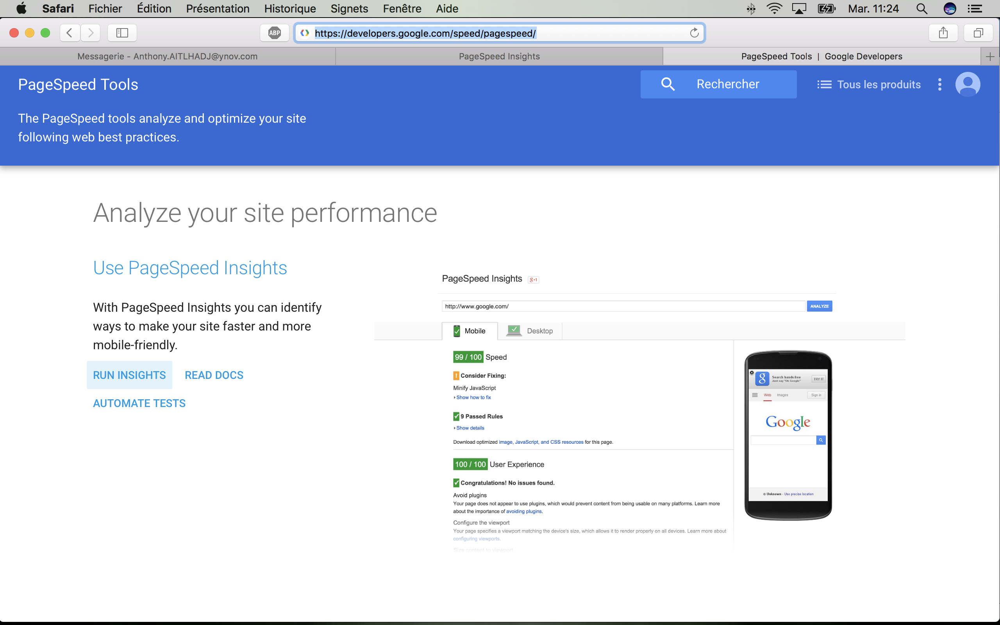 Safari Fichier Édition Présentation Historique Signets Fenêtre Aide Mar. 11:24
ABP https://developers.google.com/speed/pagespeed/
Messagerie - Anthony.AITLHADJ@ynov.com PageSpeed Insights PageSpeed Tools | Google Developers
PageSpeed Tools Rechercher Tous les produits
The PageSpeed tools analyze and optimize your site
following web best practices.
Analyze your site performance
Use PageSpeed Insights
With PageSpeed Insights you can identify
ways to make your site faster and more
mobile-friendly.
RUN INSIGHTS READ DOCS
AUTOMATE TESTS
PageSpeed Insights g+1
http://www.google.com/ ANALYZE
Mobile Desktop
99 / 100 Speed
! Consider Fixing:
Minify JavaScript
Show how to fix
9 Passed Rules
Show details
Download optimized image, JavaScript, and CSS resources for this page.
100 / 100 User Experience
Congratulations! No issues found.
Avoid plugins
Your page does not appear to use plugins, which would prevent content from being usable on many platforms. Learn more
about the importance of avoiding plugins.
Configure the viewport
Your page specifies a viewport matching the device's size, which allows it to render properly on all devices. Learn more about
configuring viewports.
Size content to viewport
g Search hands-free
Just say "Ok Google" TRY IT
Web Images Sign in
Google
Unknown - Use precise location